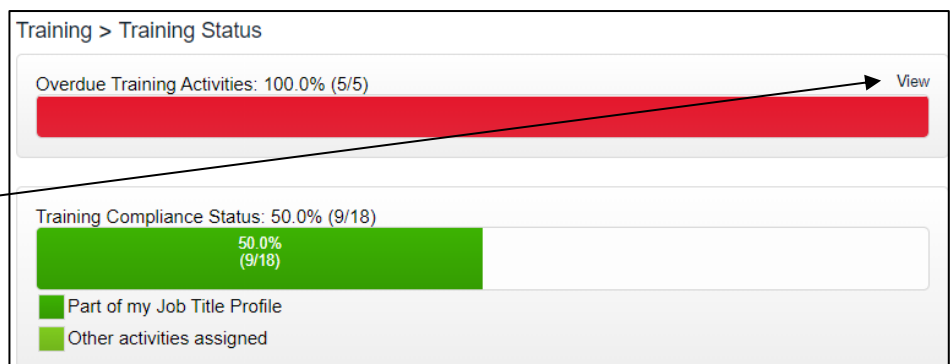 Training > Training Status
Overdue Training Activities: 100.0% (5/5)
View
Training Compliance Status: 50.0% (9/18)
50.0%
(9/18)
Part of my Job Title Profile
Other activities assigned